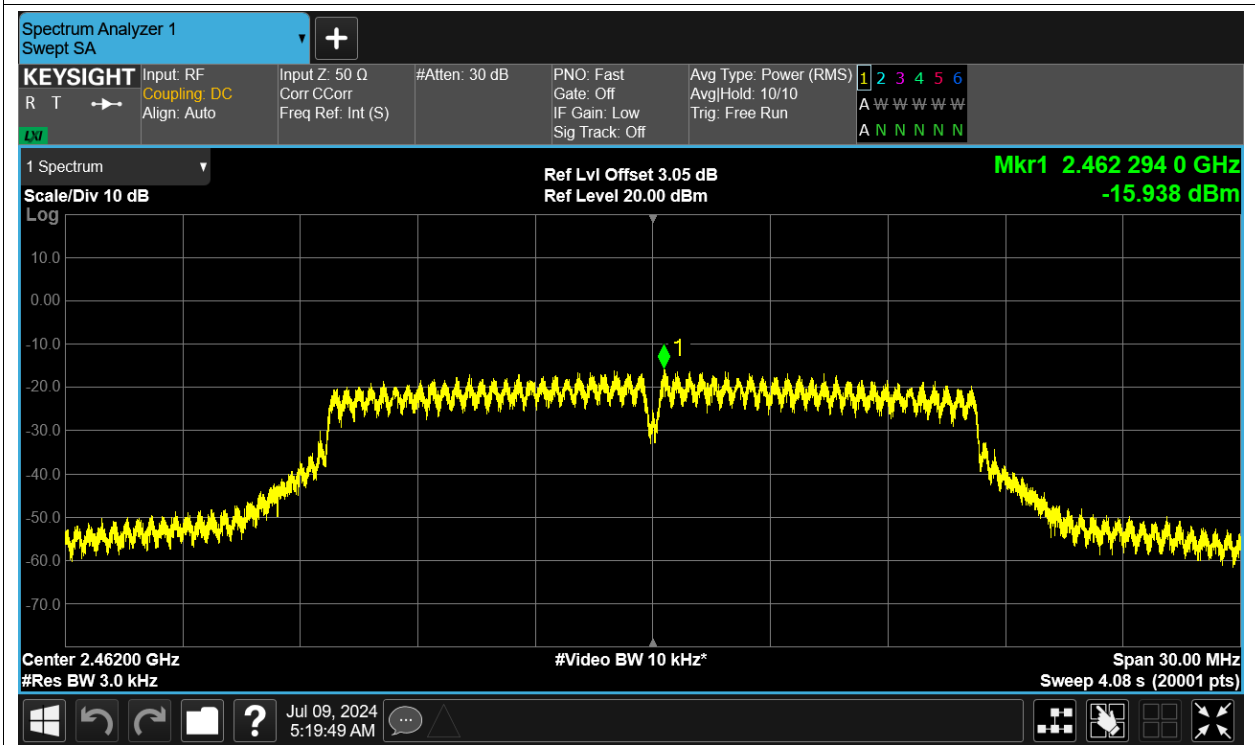 Spectrum Analyzer 1
Swept SA
+
KEYSIGHT
R T
LXI
Input: RF
Coupling: DC
Align: Auto
Input Z: 50 Ω
Corr CCorr
Freq Ref: Int (S)
#Atten: 30 dB
PNO: Fast
Gate: Off
IF Gain: Low
Sig Track: Off
Avg Type: Power (RMS)
Avg|Hold: 10/10
Trig: Free Run
1 2 3 4 5 6
A W W W W W
A N N N N N
1 Spectrum
Scale/Div 10 dB
Log
Ref Lvl Offset 3.05 dB
Ref Level 20.00 dBm
Mkr1 2.462 294 0 GHz
-15.938 dBm
10.0
0.00
-10.0
1
-20.0
-30.0
-40.0
-50.0
-60.0
-70.0
Center 2.46200 GHz
#Res BW 3.0 kHz
#Video BW 10 kHz*
Span 30.00 MHz
Sweep 4.08 s (20001 pts)
?
Jul 09, 2024
5:19:49 AM